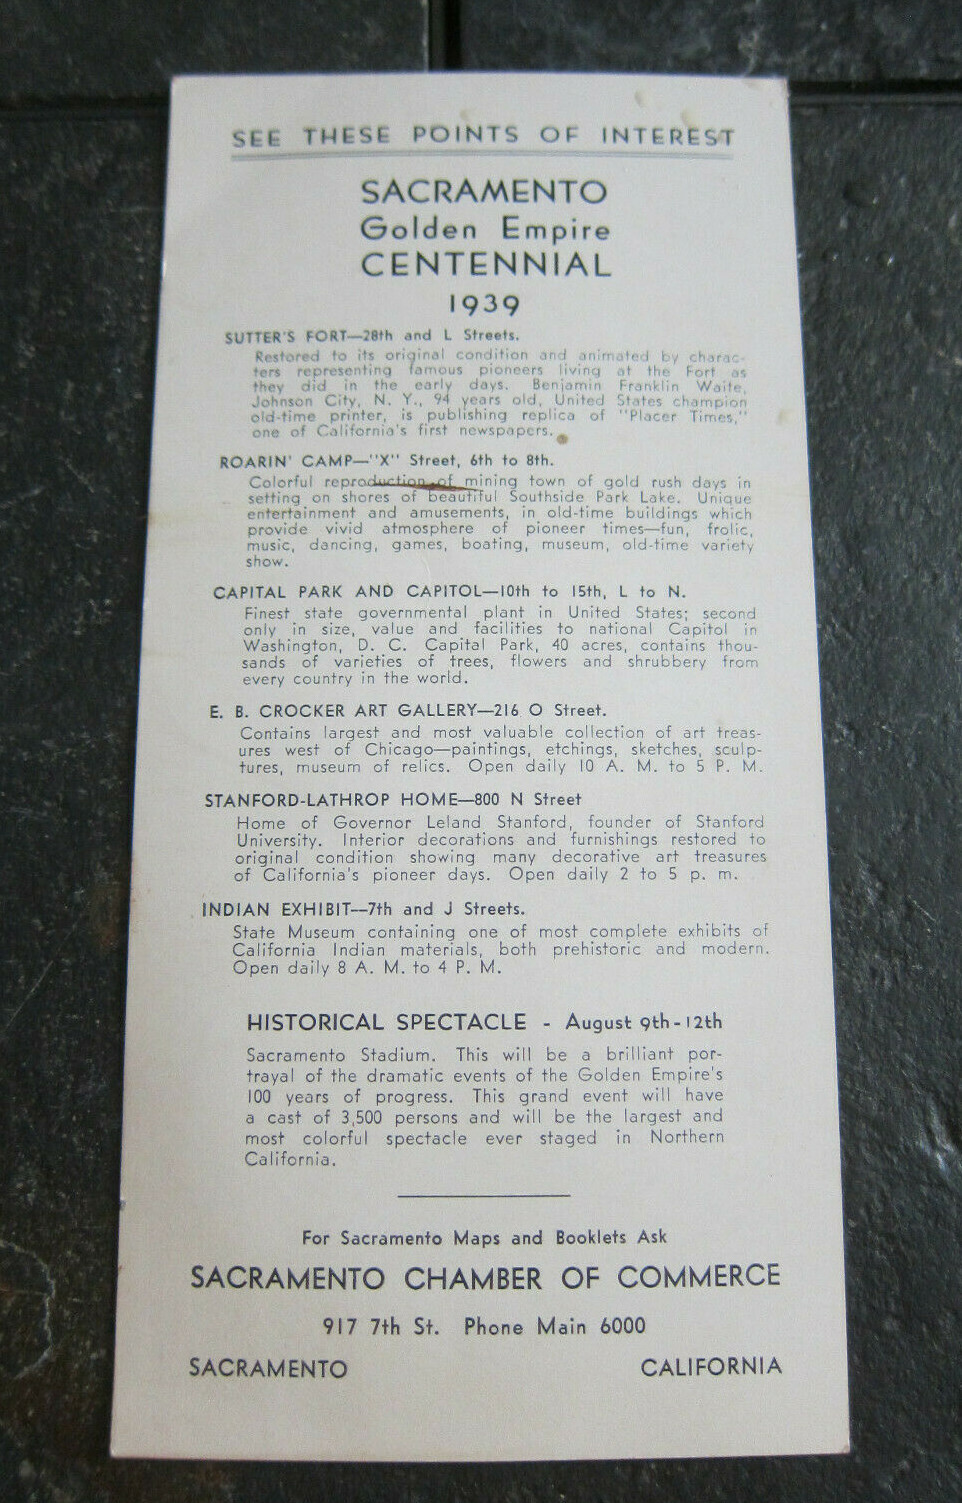 SEE THESE POINTS OF INTEREST
SACRAMENTO
Golden Empire
CENTENNIAL
1939
SUTTER'S FORT—28th and L Streets.
Restored to its original condition and animated by charac-
ters representing famous pioneers living at the Fort as
they did in the early days. Benjamin Franklin Waite,
Johnson City, N. Y., 94 years old, United States champion
old-time printer, is publishing replica of "Placer Times,"
one of California's first newspapers.
ROARIN' CAMP—"X" Street, 6th to 8th.
Colorful reproduction of mining town of gold rush days in
setting on shores of beautiful Southside Park Lake. Unique
entertainment and amusements, in old-time buildings which
provide vivid atmosphere of pioneer times—fun, frolic,
music, dancing, games, boating, museum, old-time variety
show.
CAPITAL PARK AND CAPITOL—10th to 15th, L to N.
Finest state governmental plant in United States; second
only in size, value and facilities to national Capitol in
Washington, D. C. Capital Park, 40 acres, contains thou-
sands of varieties of trees, flowers and shrubbery from
every country in the world.
E. B. CROCKER ART GALLERY—216 O Street.
Contains largest and most valuable collection of art treas-
ures west of Chicago—paintings, etchings, sketches, sculp-
tures, museum of relics. Open daily 10 A. M. to 5 P. M.
STANFORD-LATHROP HOME—800 N Street
Home of Governor Leland Stanford, founder of Stanford
University. Interior decorations and furnishings restored to
original condition showing many decorative art treasures
of California's pioneer days. Open daily 2 to 5 p. m.
INDIAN EXHIBIT—7th and J Streets.
State Museum containing one of most complete exhibits of
California Indian materials, both prehistoric and modern.
Open daily 8 A. M. to 4 P. M.
HISTORICAL SPECTACLE - August 9th-12th
Sacramento Stadium. This will be a brilliant por-
trayal of the dramatic events of the Golden Empire's
100 years of progress. This grand event will have
a cast of 3,500 persons and will be the largest and
most colorful spectacle ever staged in Northern
California.
For Sacramento Maps and Booklets Ask
SACRAMENTO CHAMBER OF COMMERCE
917 7th St. Phone Main 6000
SACRAMENTO CALIFORNIA